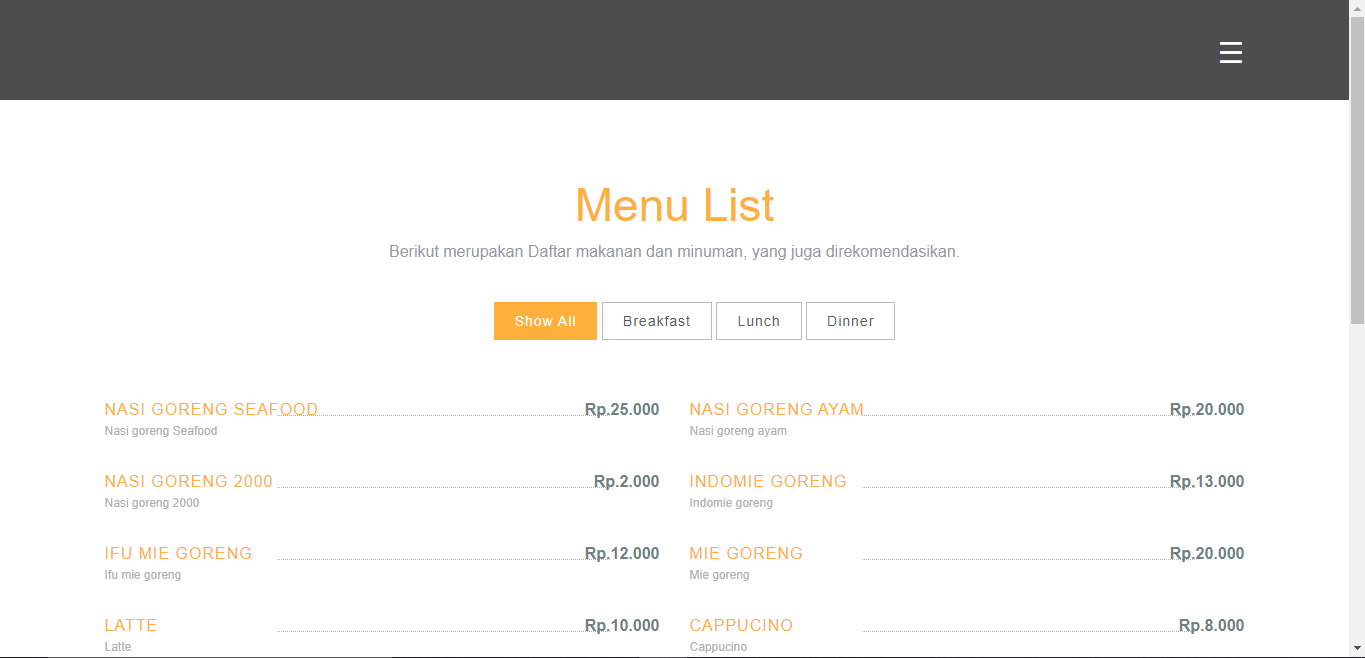 Menu List
Berikut merupakan Daftar makanan dan minuman, yang juga direkomendasikan.
Show All Breakfast Lunch Dinner
NASI GORENG SEAFOOD Rp.25.000
Nasi goreng Seafood
NASI GORENG AYAM Rp.20.000
Nasi goreng ayam
NASI GORENG 2000 Rp.2.000
Nasi goreng 2000
INDOMIE GORENG Rp.13.000
Indomie goreng
IFU MIE GORENG Rp.12.000
Ifu mie goreng
MIE GORENG Rp.20.000
Mie goreng
LATTE Rp.10.000
Latte
CAPPUCINO Rp.8.000
Cappucino